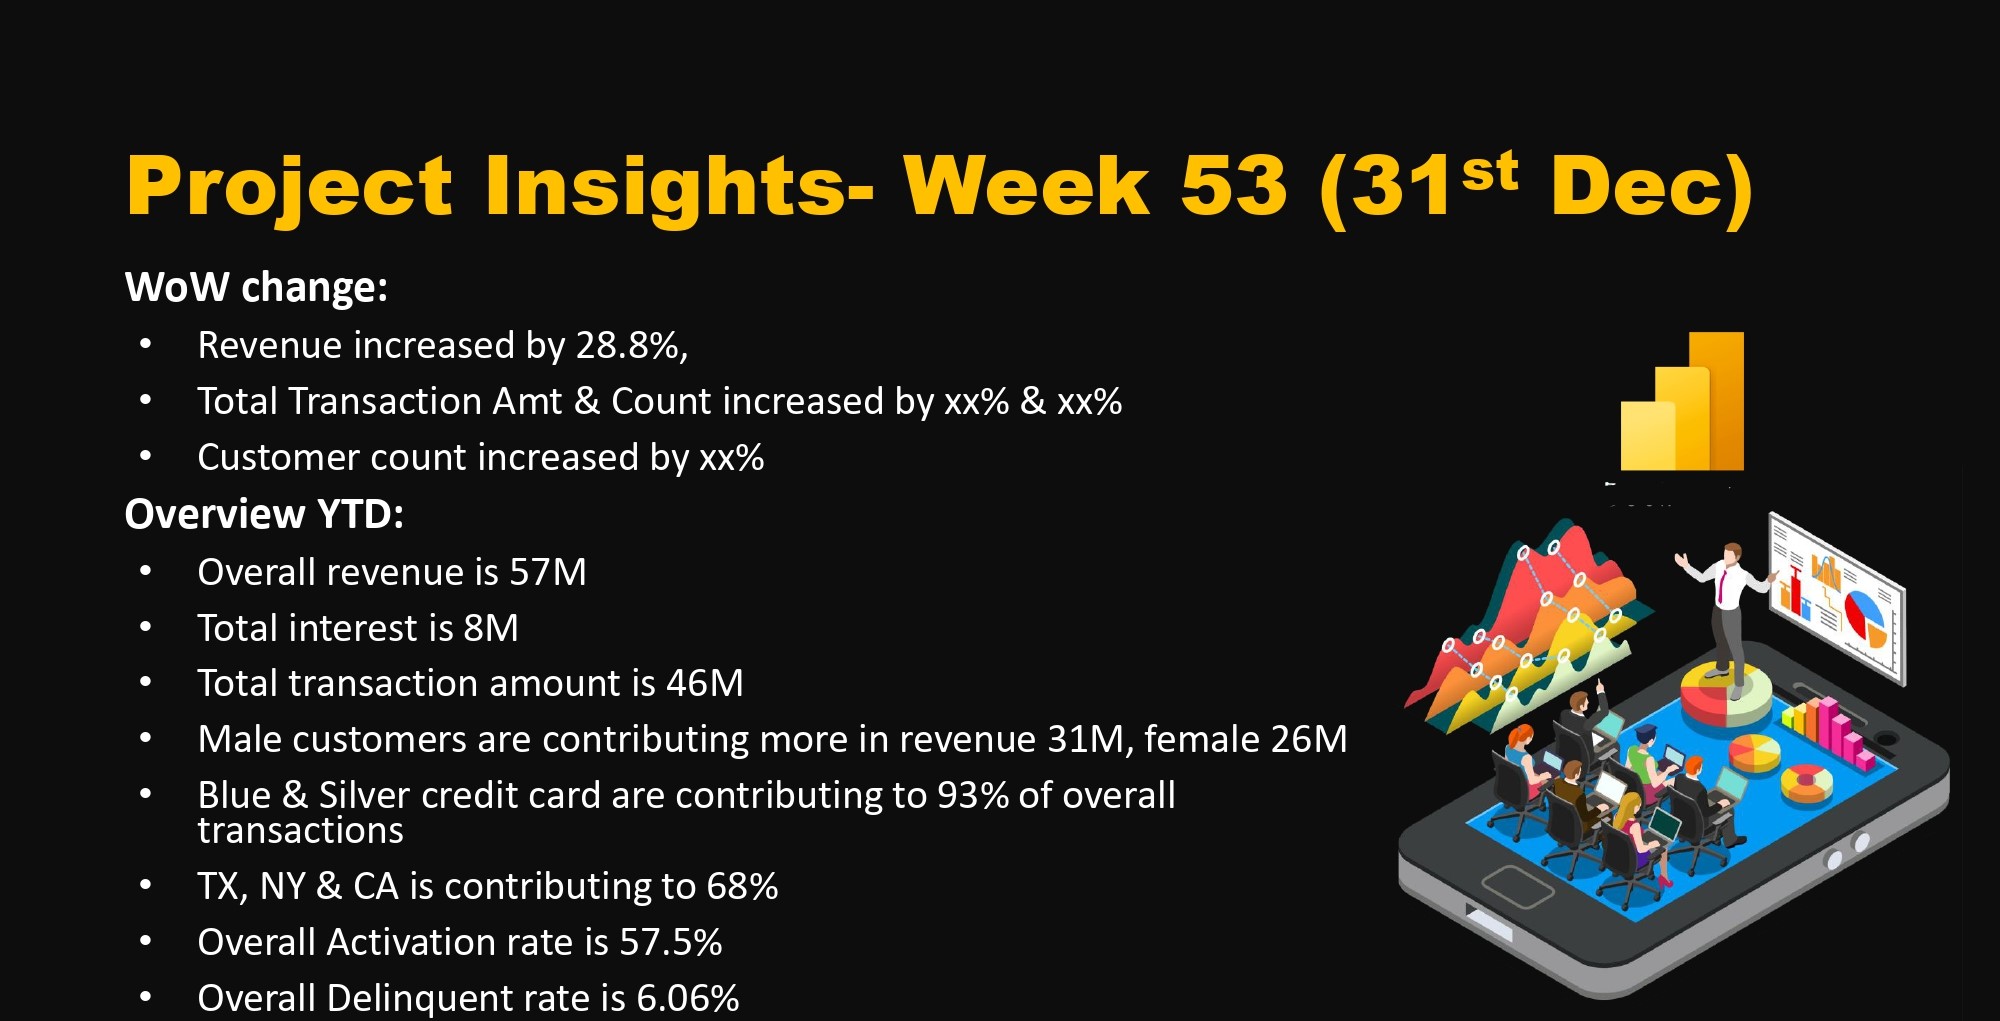 Project Insights- Week 53 (31st Dec)
WoW change:
• Revenue increased by 28.8%,
• Total Transaction Amt & Count increased by xx% & xx%
• Customer count increased by xx%
Overview YTD:
• Overall revenue is 57M
• Total interest is 8M
• Total transaction amount is 46M
• Male customers are contributing more in revenue 31M, female 26M
• Blue & Silver credit card are contributing to 93% of overall
transactions
• TX, NY & CA is contributing to 68%
• Overall Activation rate is 57.5%
• Overall Delinquent rate is 6.06%